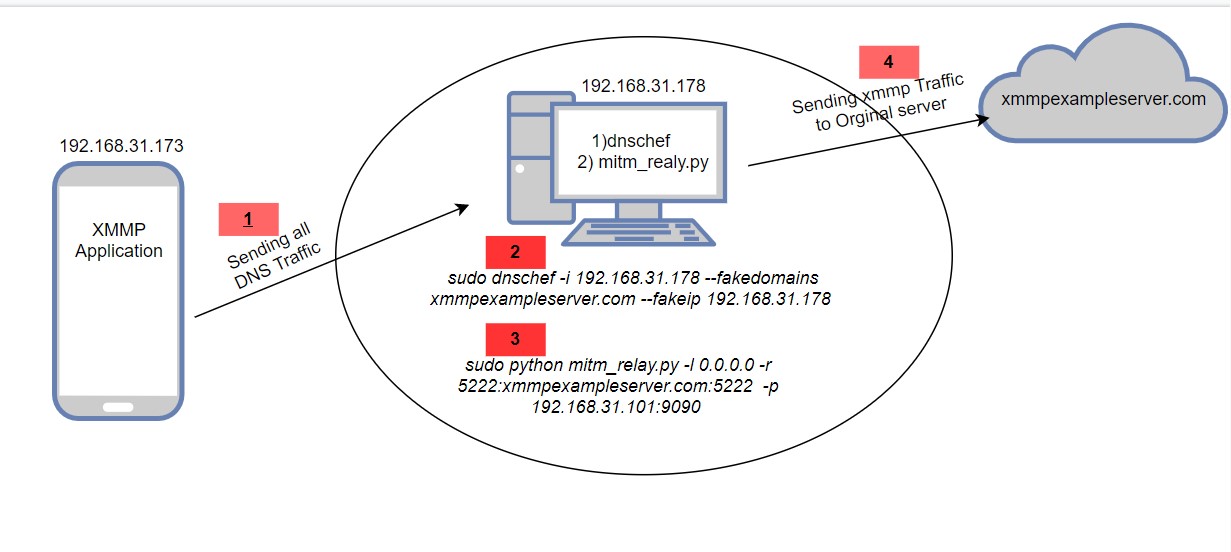 4
192.168.31.178
Sending xmmp Traffic
to Orginal server
xmmpexampleserver.com
1)dnschef
2) mitm_realy.py
192.168.31.173
XMMP
Application
1
Sending all
DNS Traffic
2
sudo dnschef -i 192.168.31.178 --fakedomains
xmmpexampleserver.com --fakeip 192.168.31.178
3
sudo python mitm_relay.py -l 0.0.0.0 -r
5222:xmmpexampleserver.com:5222 -p
192.168.31.101:9090